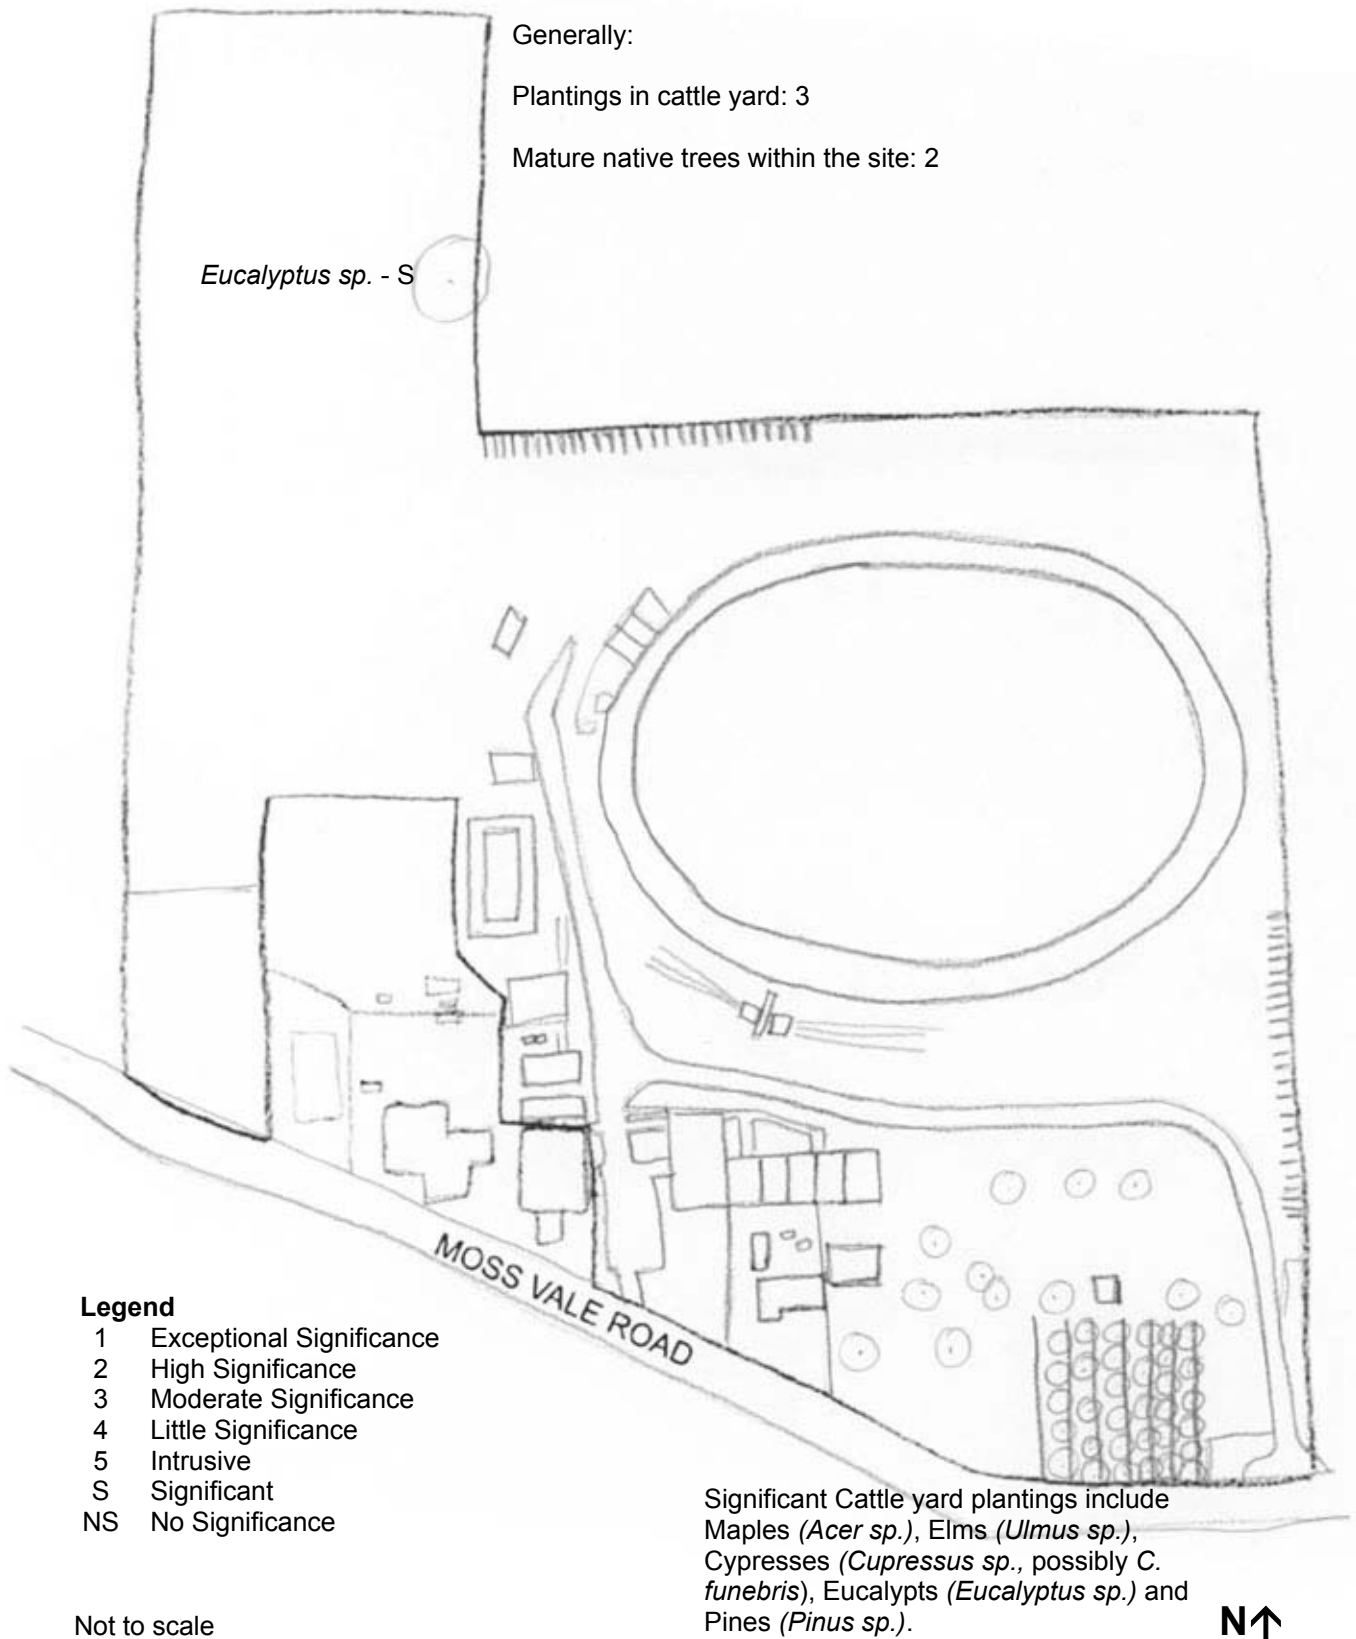 Generally:
Plantings in cattle yard: 3
Mature native trees within the site: 2
Eucalyptus sp. - S
MOSS VALE ROAD
Legend
1 Exceptional Significance
2 High Significance
3 Moderate Significance
4 Little Significance
5 Intrusive
S Significant
NS No Significance
Significant Cattle yard plantings include
Maples (Acer sp.), Elms (Ulmus sp.),
Cypresses (Cupressus sp., possibly C.
funebris), Eucalypts (Eucalyptus sp.) and
Pines (Pinus sp.).
Not to scale
N↑